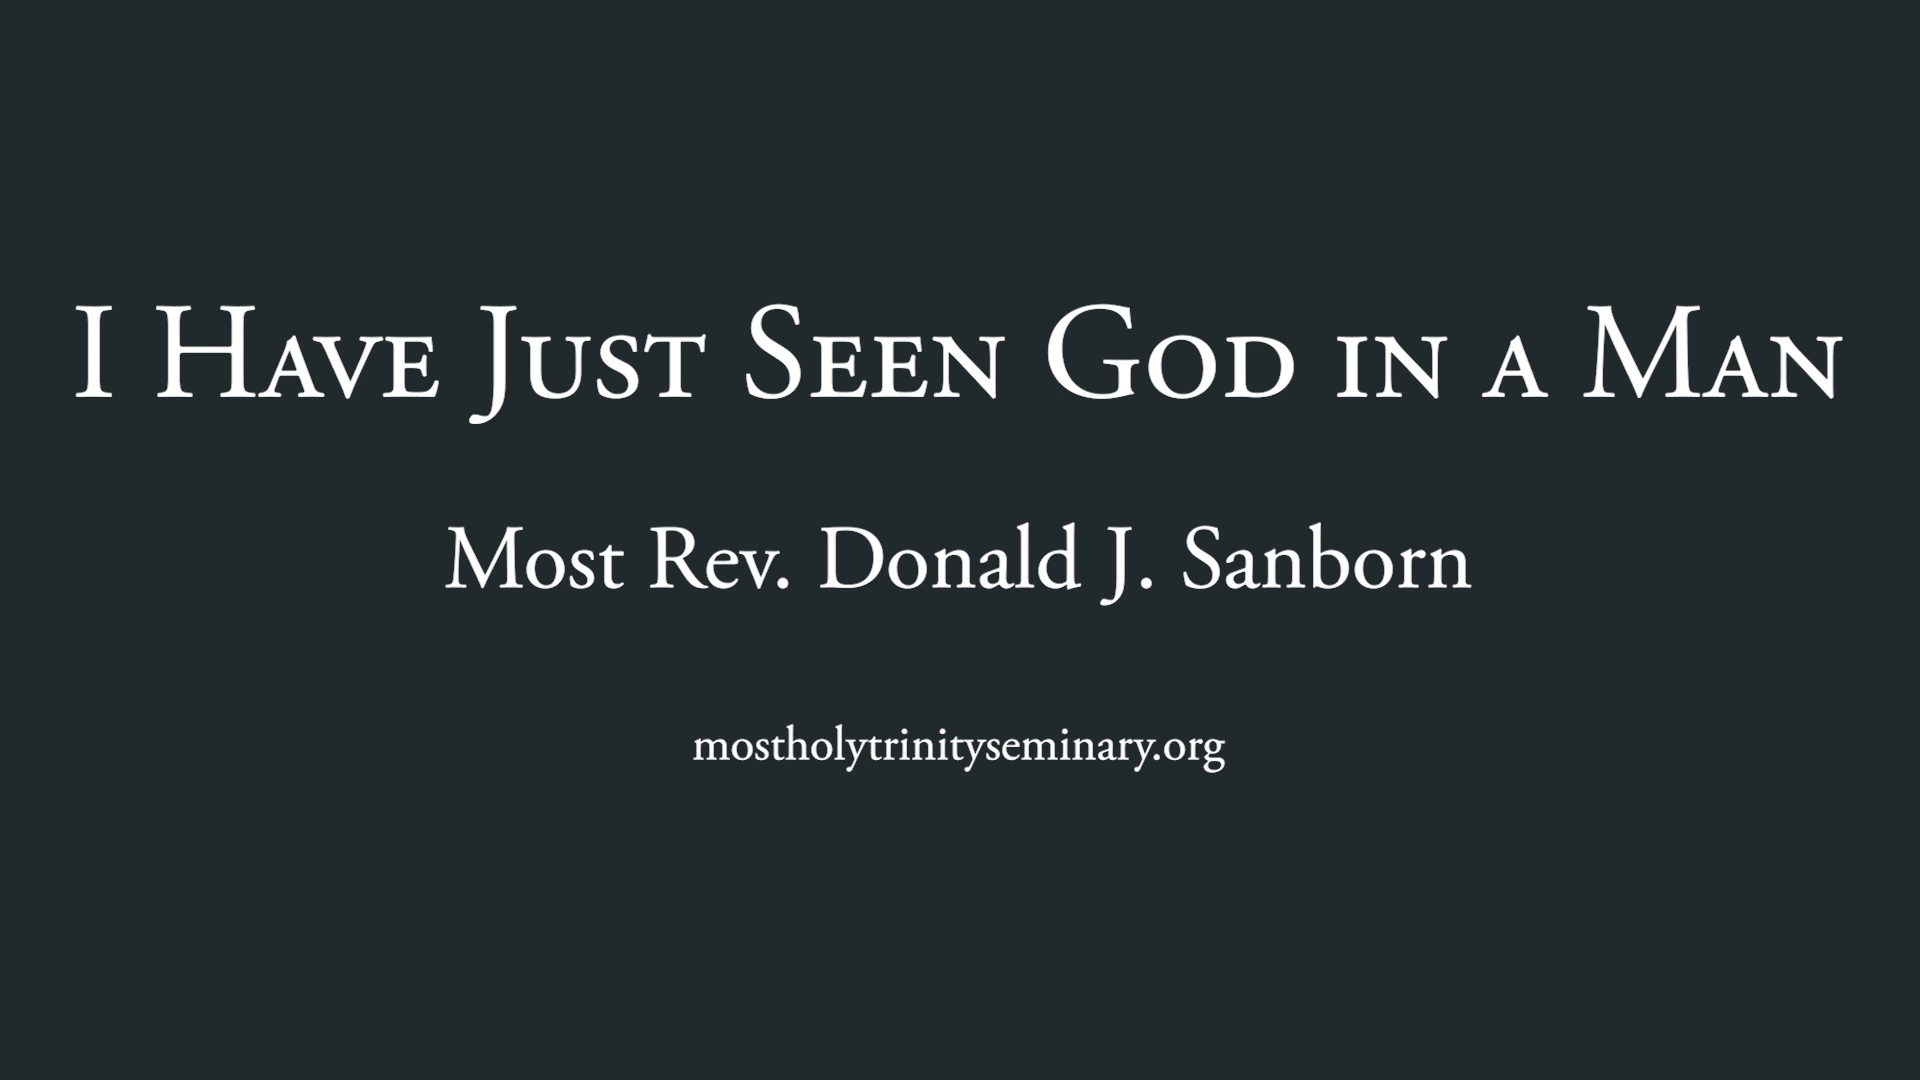 I Have Just Seen God in a Man
Most Rev. Donald J. Sanborn
mostholytrinityseminary.org